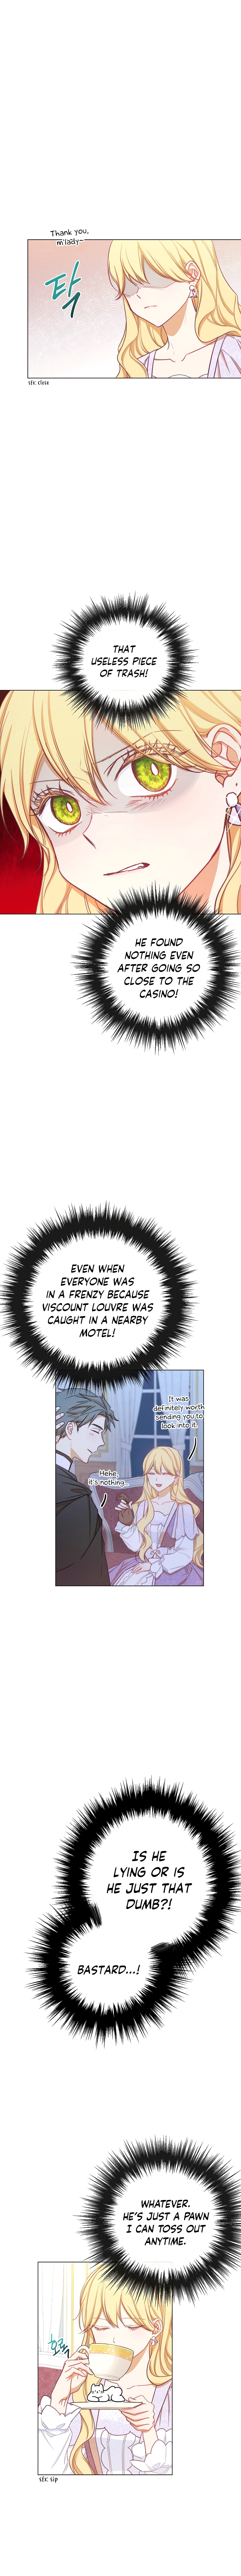 Thank you,
m'lady~
탁
SFX: Close
THAT
USELESS PIECE
OF TRASH!
HE FOUND
NOTHING EVEN
AFTER GOING SO
CLOSE TO THE
CASINO!
EVEN WHEN
EVERYONE WAS
IN A FRENZY BECAUSE
VISCOUNT LOUVRE WAS
CAUGHT IN A NEARBY
MOTEL!
It was
definitely worth
sending you to
look into it.
Hehe,
it's nothing...
IS HE
LYING OR IS
HE JUST THAT
DUMB?!
BASTARD...!
WHATEVER.
HE'S JUST A PAWN
I CAN TOSS OUT
ANYTIME.
호록
SFX: Sip